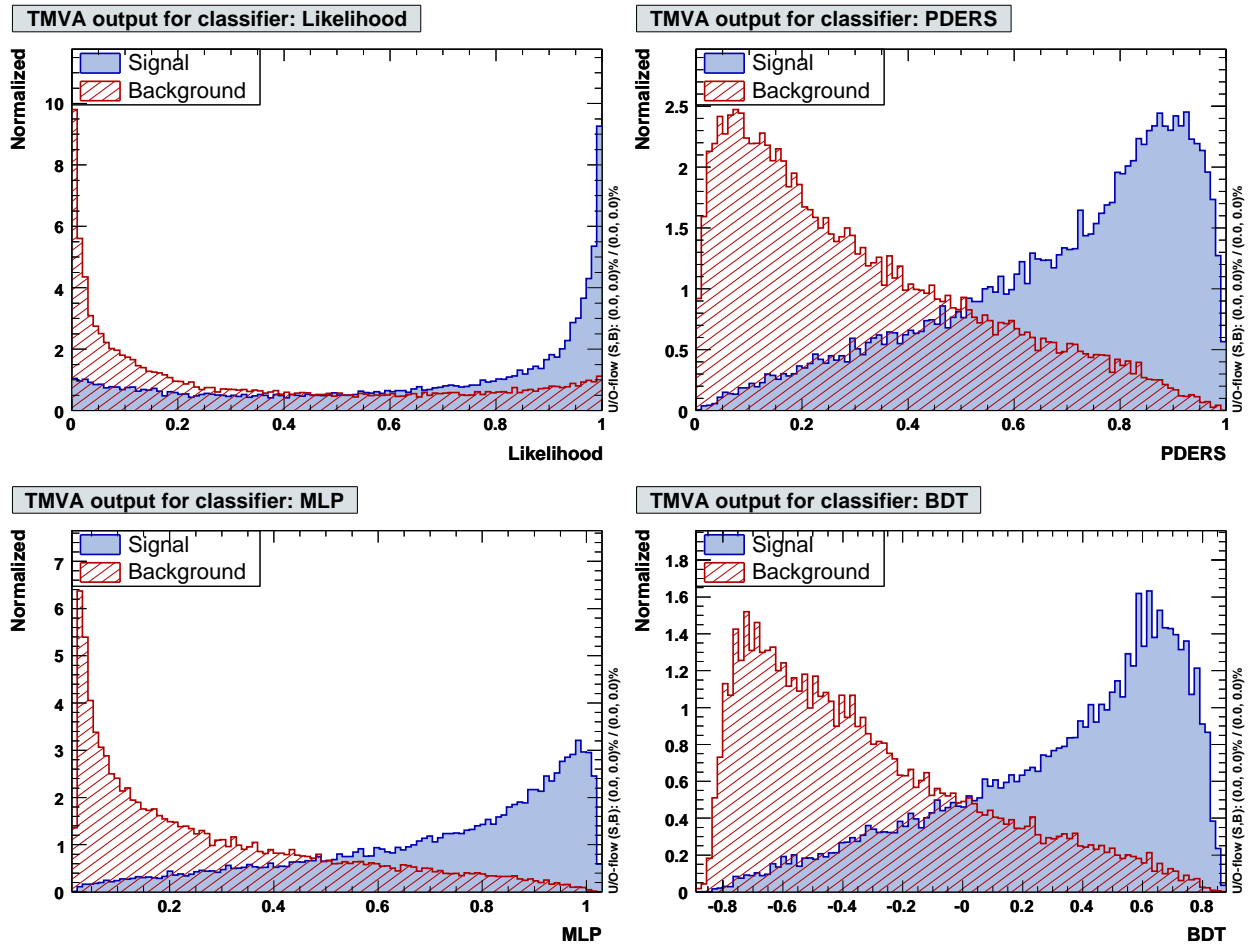 TMVA output for classifier: Likelihood
Normalized
Signal
Background
10
8
6
4
2
0
0 0.2 0.4 0.6 0.8 1
Likelihood
U/O-flow (S,B): (0.0, 0.0)% / (0.0, 0.0)%
TMVA output for classifier: PDERS
Normalized
Signal
Background
2.5
2
1.5
1
0.5
0
0 0.2 0.4 0.6 0.8 1
PDERS
U/O-flow (S,B): (0.0, 0.0)% / (0.0, 0.0)%
TMVA output for classifier: MLP
Normalized
Signal
Background
7
6
5
4
3
2
1
0
0.2 0.4 0.6 0.8 1
MLP
U/O-flow (S,B): (0.0, 0.0)% / (0.0, 0.0)%
TMVA output for classifier: BDT
Normalized
Signal
Background
1.8
1.6
1.4
1.2
1
0.8
0.6
0.4
0.2
0
-0.8 -0.6 -0.4 -0.2 -0 0.2 0.4 0.6 0.8
BDT
U/O-flow (S,B): (0.0, 0.0)% / (0.0, 0.0)%